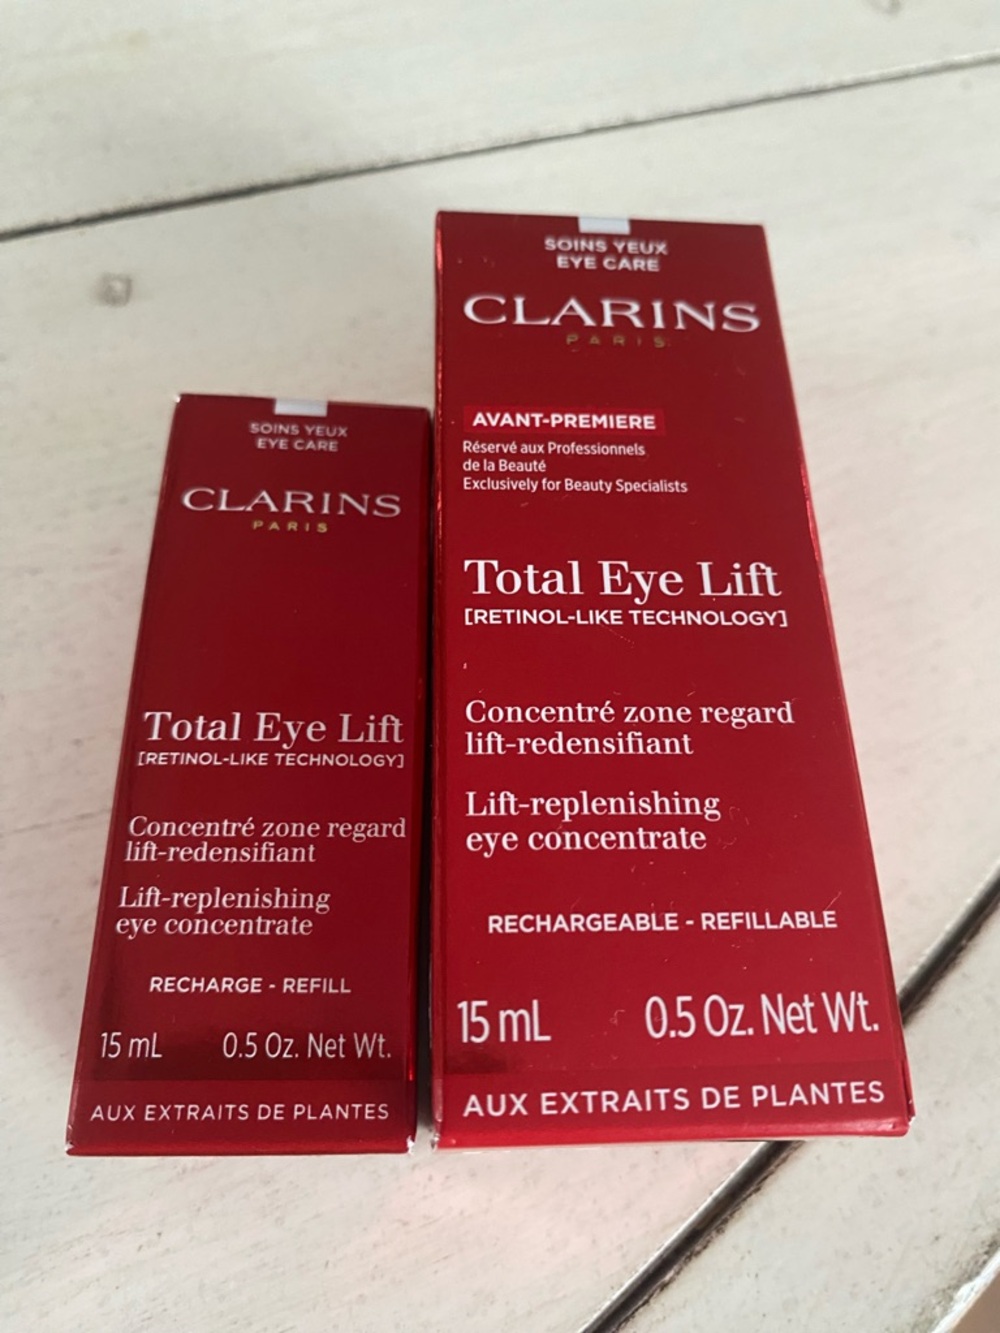 SOINS YEUX
EYE CARE
CLARINS
PARIS
Total Eye Lift
[RETINOL-LIKE TECHNOLOGY]
Concentré zone regard
lift-redensifiant
Lift-replenishing
eye concentrate
RECHARGE - REFILL
15 mL 0.5 Oz. Net Wt.
AUX EXTRAITS DE PLANTES
SOINS YEUX
EYE CARE
CLARINS
PARIS
AVANT-PREMIERE
Réservé aux Professionnels
de la Beauté
Exclusively for Beauty Specialists
Total Eye Lift
[RETINOL-LIKE TECHNOLOGY]
Concentré zone regard
lift-redensifiant
Lift-replenishing
eye concentrate
RECHARGEABLE - REFILLABLE
15 mL 0.5 Oz. Net Wt.
AUX EXTRAITS DE PLANTES